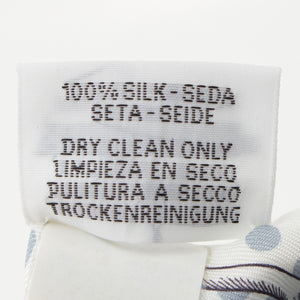 100% SILK-SEDA
SETA-SEIDE
DRY CLEAN ONLY
LIMPIEZA EN SECO
PULITURA A SECCO
TROCKENREINIGUNG